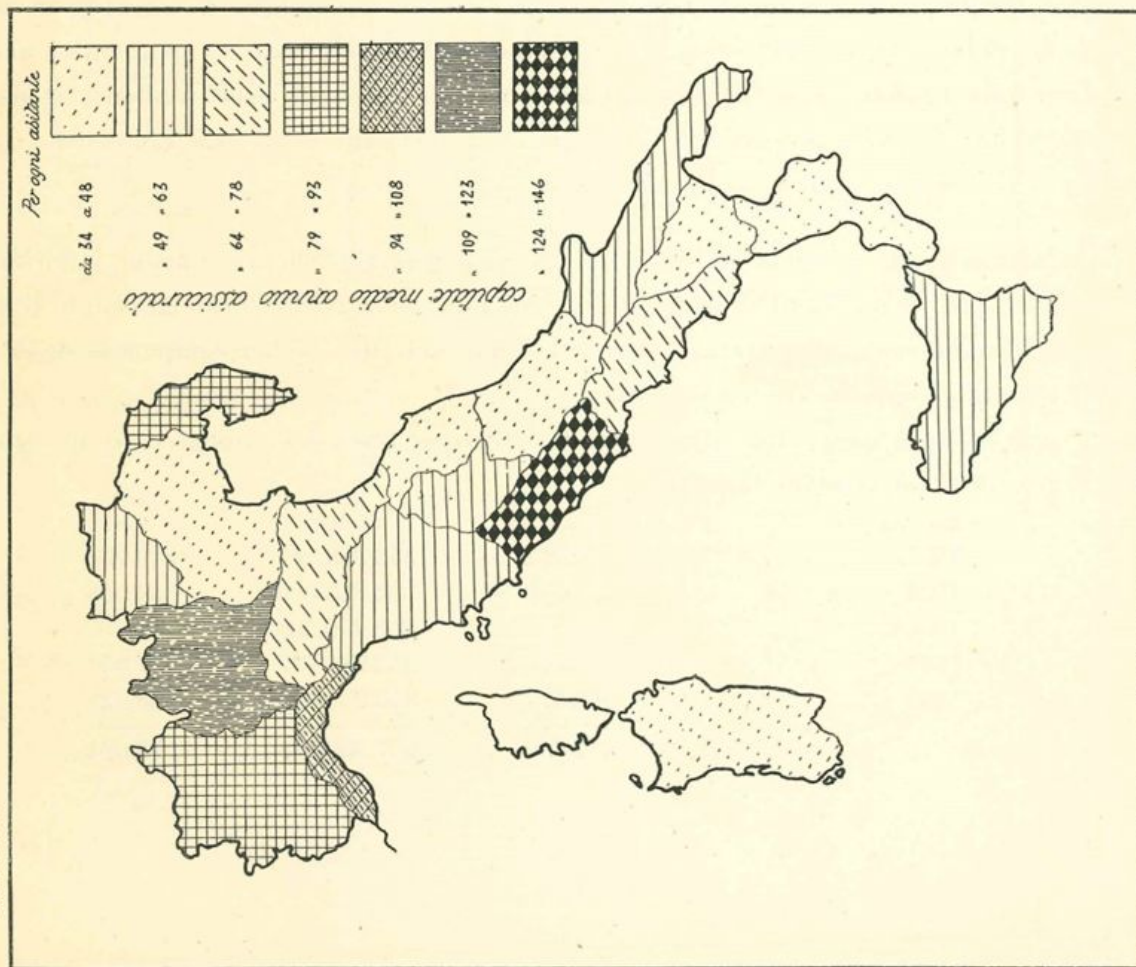 Per ogni abitante
capitale medio annuo assicurato
da 34 a 48
49 " 63
" 64 " 78
" 79 " 93
" 94 " 108
" 109 " 123
" 124 " 146